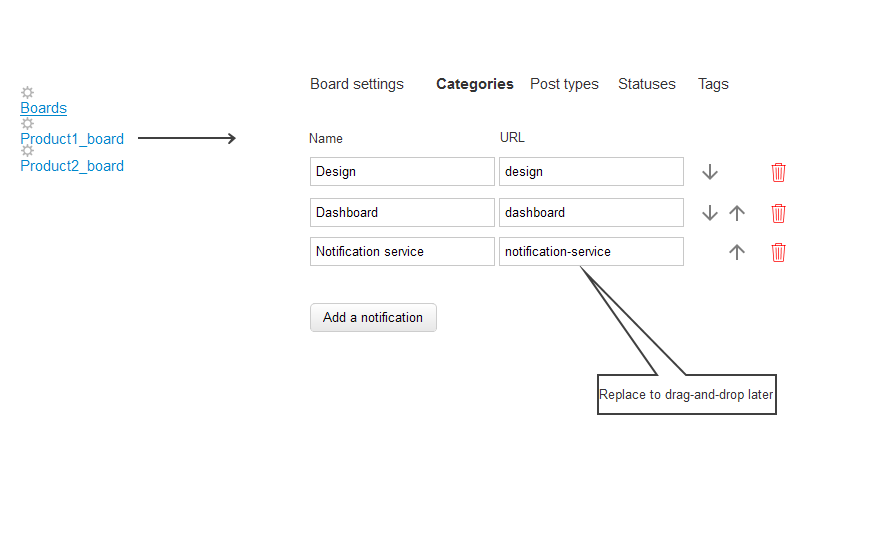 Boards
Product1_board
Product2_board
Board settings Categories Post types Statuses Tags
Name URL
Design design
Dashboard dashboard
Notification service notification-service
Add a notification
Replace to drag-and-drop later